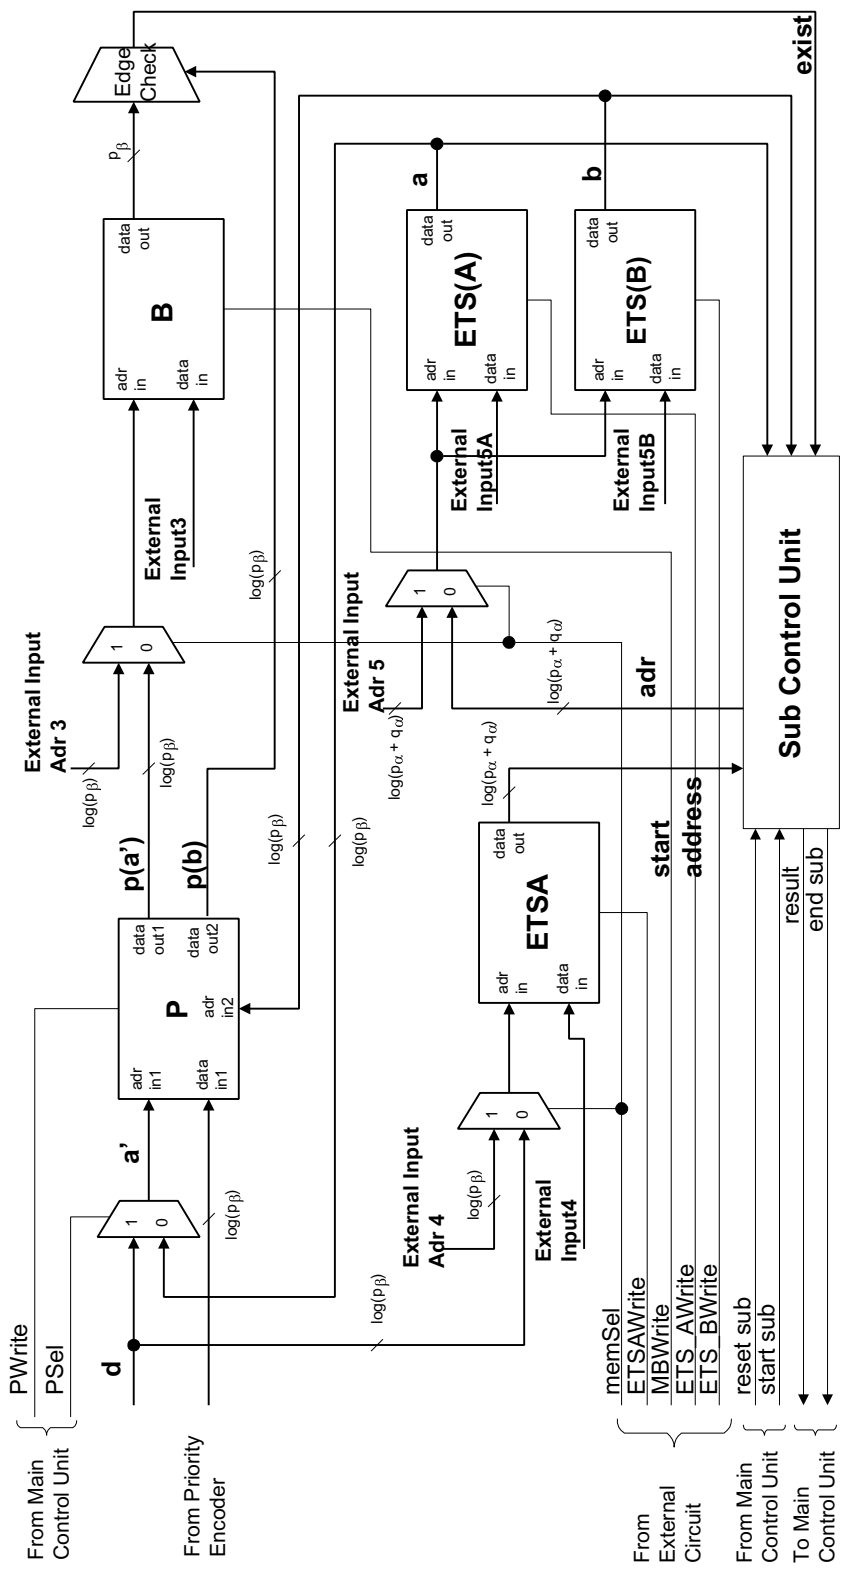 Edge
Check
exist
pβ
data
out
B
adr
in
data
in
a
b
data
out
ETS(A)
adr
in
data
in
data
out
ETS(B)
adr
in
data
in
External
Input3
External
Input5A
External
Input5B
log(pβ)
1
0
1
0
External Input
Adr 3
log(pβ)
log(pβ)
External Input
Adr 5
log(pα + qα)
log(pα + qα)
adr
Sub Control Unit
p(a’)
p(b)
log(pβ)
log(pβ)
log(pα + qα)
start
address
data
out
ETSA
adr
in
data
in
data
out1
data
out2
P
adr
in2
adr
in1
data
in1
result
end sub
a’
1
0
log(pβ)
1
0
External Input
Adr 4
log(pβ)
External
Input4
d
log(pβ)
PWrite
PSel
memSel
ETSAWrite
MBWrite
ETS_AWrite
ETS_BWrite
reset sub
start sub
From Main
Control Unit
From Priority
Encoder
From
External
Circuit
From Main
Control Unit
To Main
Control Unit